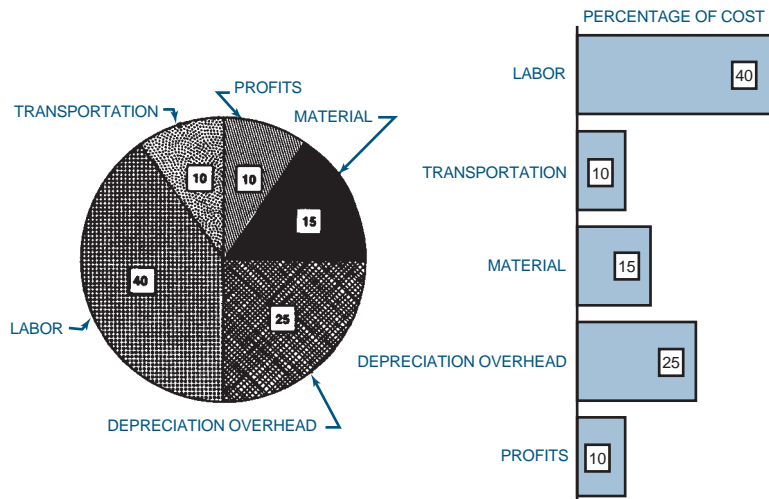 PROFITS
TRANSPORTATION
MATERIAL
10
10
15
40
25
LABOR
DEPRECIATION OVERHEAD
PERCENTAGE OF COST
LABOR
40
TRANSPORTATION
10
MATERIAL
15
DEPRECIATION OVERHEAD
25
PROFITS
10